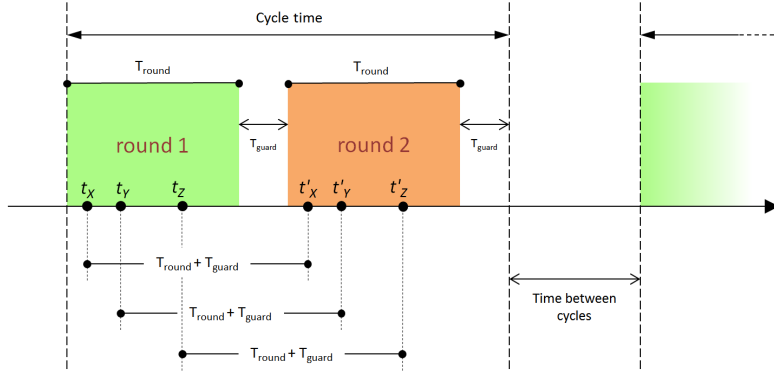 Cycle time
T_round
T_round
T_guard
T_guard
round 1
round 2
t_X
t_Y
t_Z
t'_X
t'_Y
t'_Z
T_round + T_guard
T_round + T_guard
T_round + T_guard
Time between
cycles